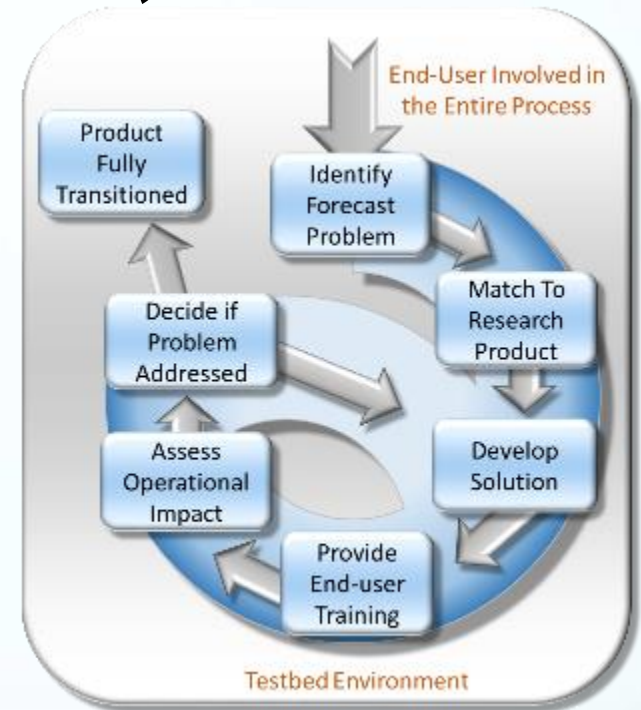 End-User Involved in
the Entire Process
Product
Fully
Transitioned
Identify
Forecast
Problem
Match To
Research
Product
Decide if
Problem
Addressed
Develop
Solution
Assess
Operational
Impact
Provide
End-user
Training
Testbed Environment